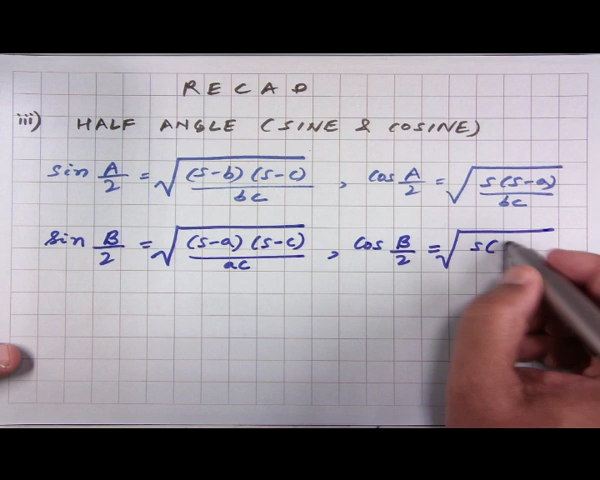 RECAP
iii) HALF ANGLE (SINE & COSINE)
sin A/2 = √((s-b)(s-c)/bc) , cos A/2 = √(s(s-a)/bc)
sin B/2 = √((s-a)(s-c)/ac) , cos B/2 = √(s(